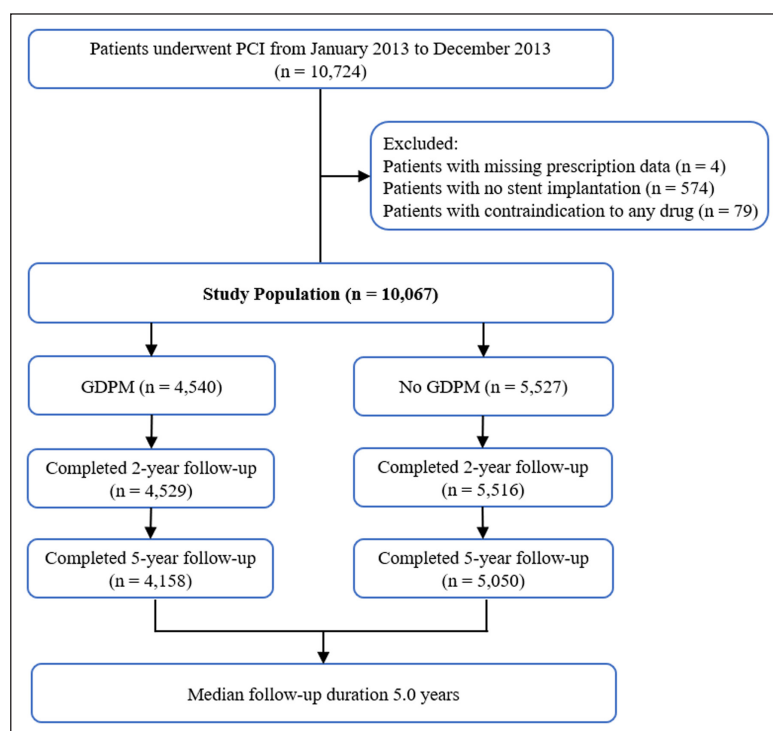 Patients underwent PCI from January 2013 to December 2013
(n = 10,724)
Excluded:
Patients with missing prescription data (n = 4)
Patients with no stent implantation (n = 574)
Patients with contraindication to any drug (n = 79)
Study Population (n = 10,067)
GDPM (n = 4,540)
No GDPM (n = 5,527)
Completed 2-year follow-up
(n = 4,529)
Completed 2-year follow-up
(n = 5,516)
Completed 5-year follow-up
(n = 4,158)
Completed 5-year follow-up
(n = 5,050)
Median follow-up duration 5.0 years